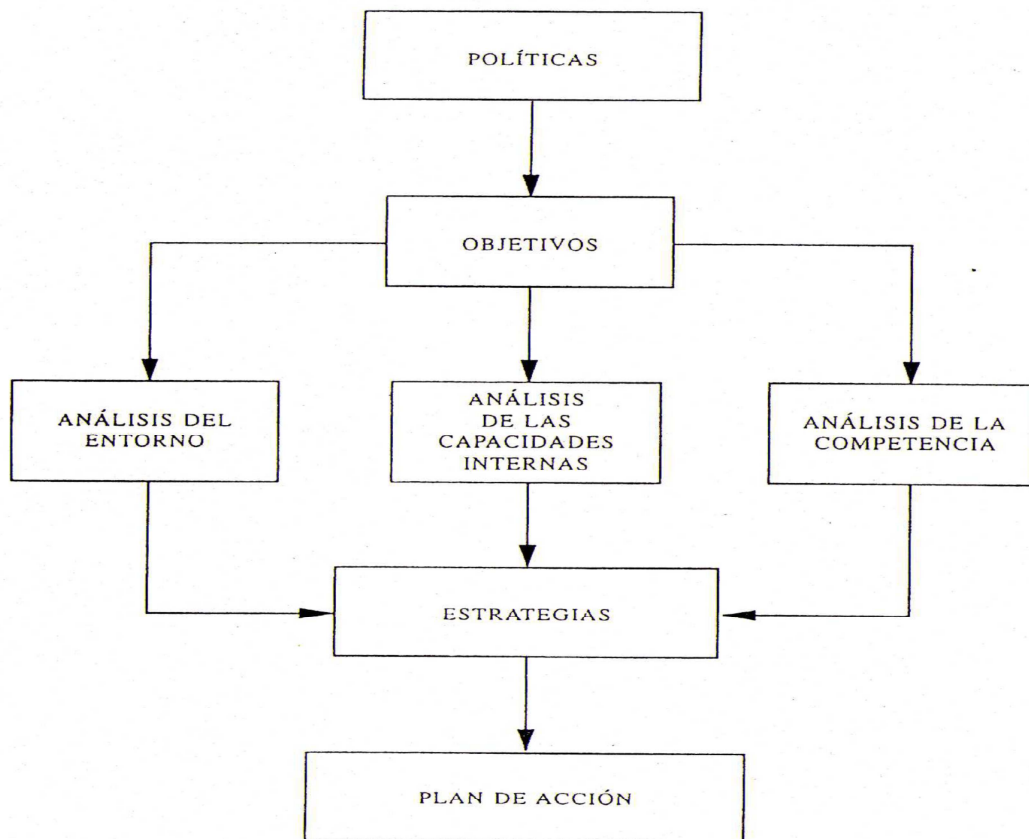 POLÍTICAS
OBJETIVOS
ANÁLISIS DEL
ENTORNO
ANÁLISIS
DE LAS
CAPACIDADES
INTERNAS
ANÁLISIS DE LA
COMPETENCIA
ESTRATEGIAS
PLAN DE ACCIÓN